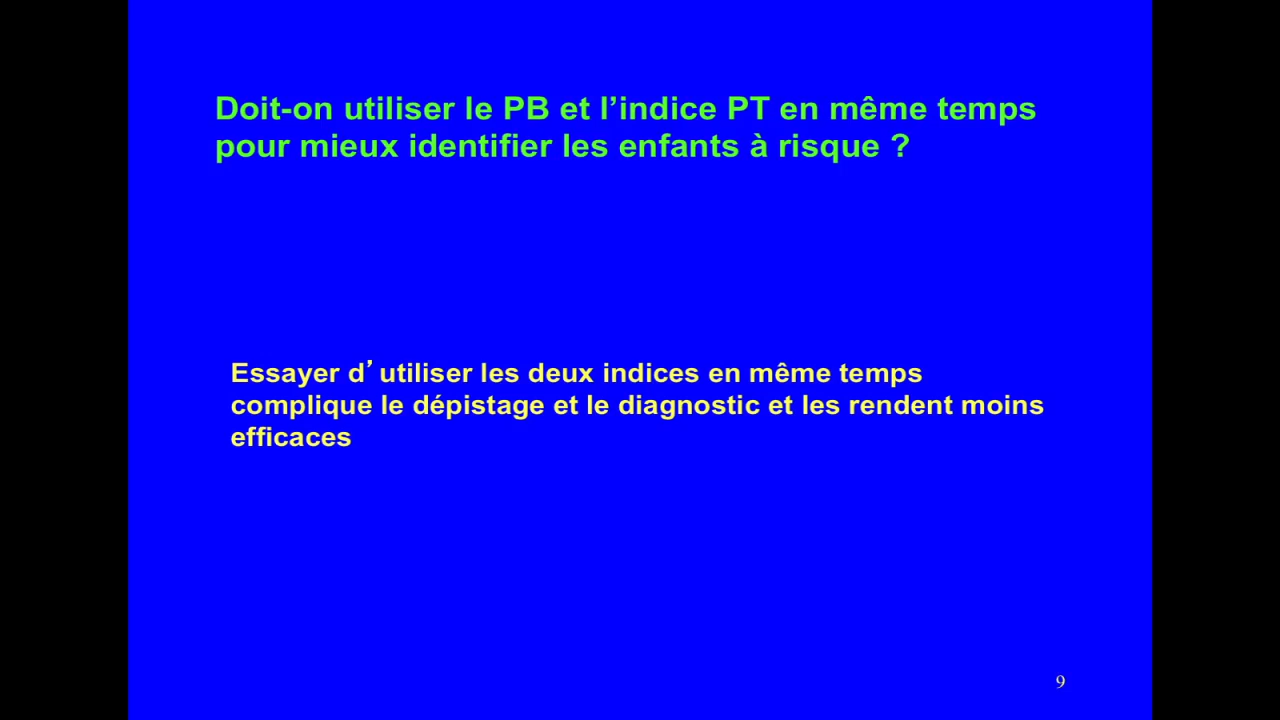 Doit-on utiliser le PB et l’indice PT en même temps
pour mieux identifier les enfants à risque ?
Essayer d’utiliser les deux indices en même temps
complique le dépistage et le diagnostic et les rendent moins
efficaces
9